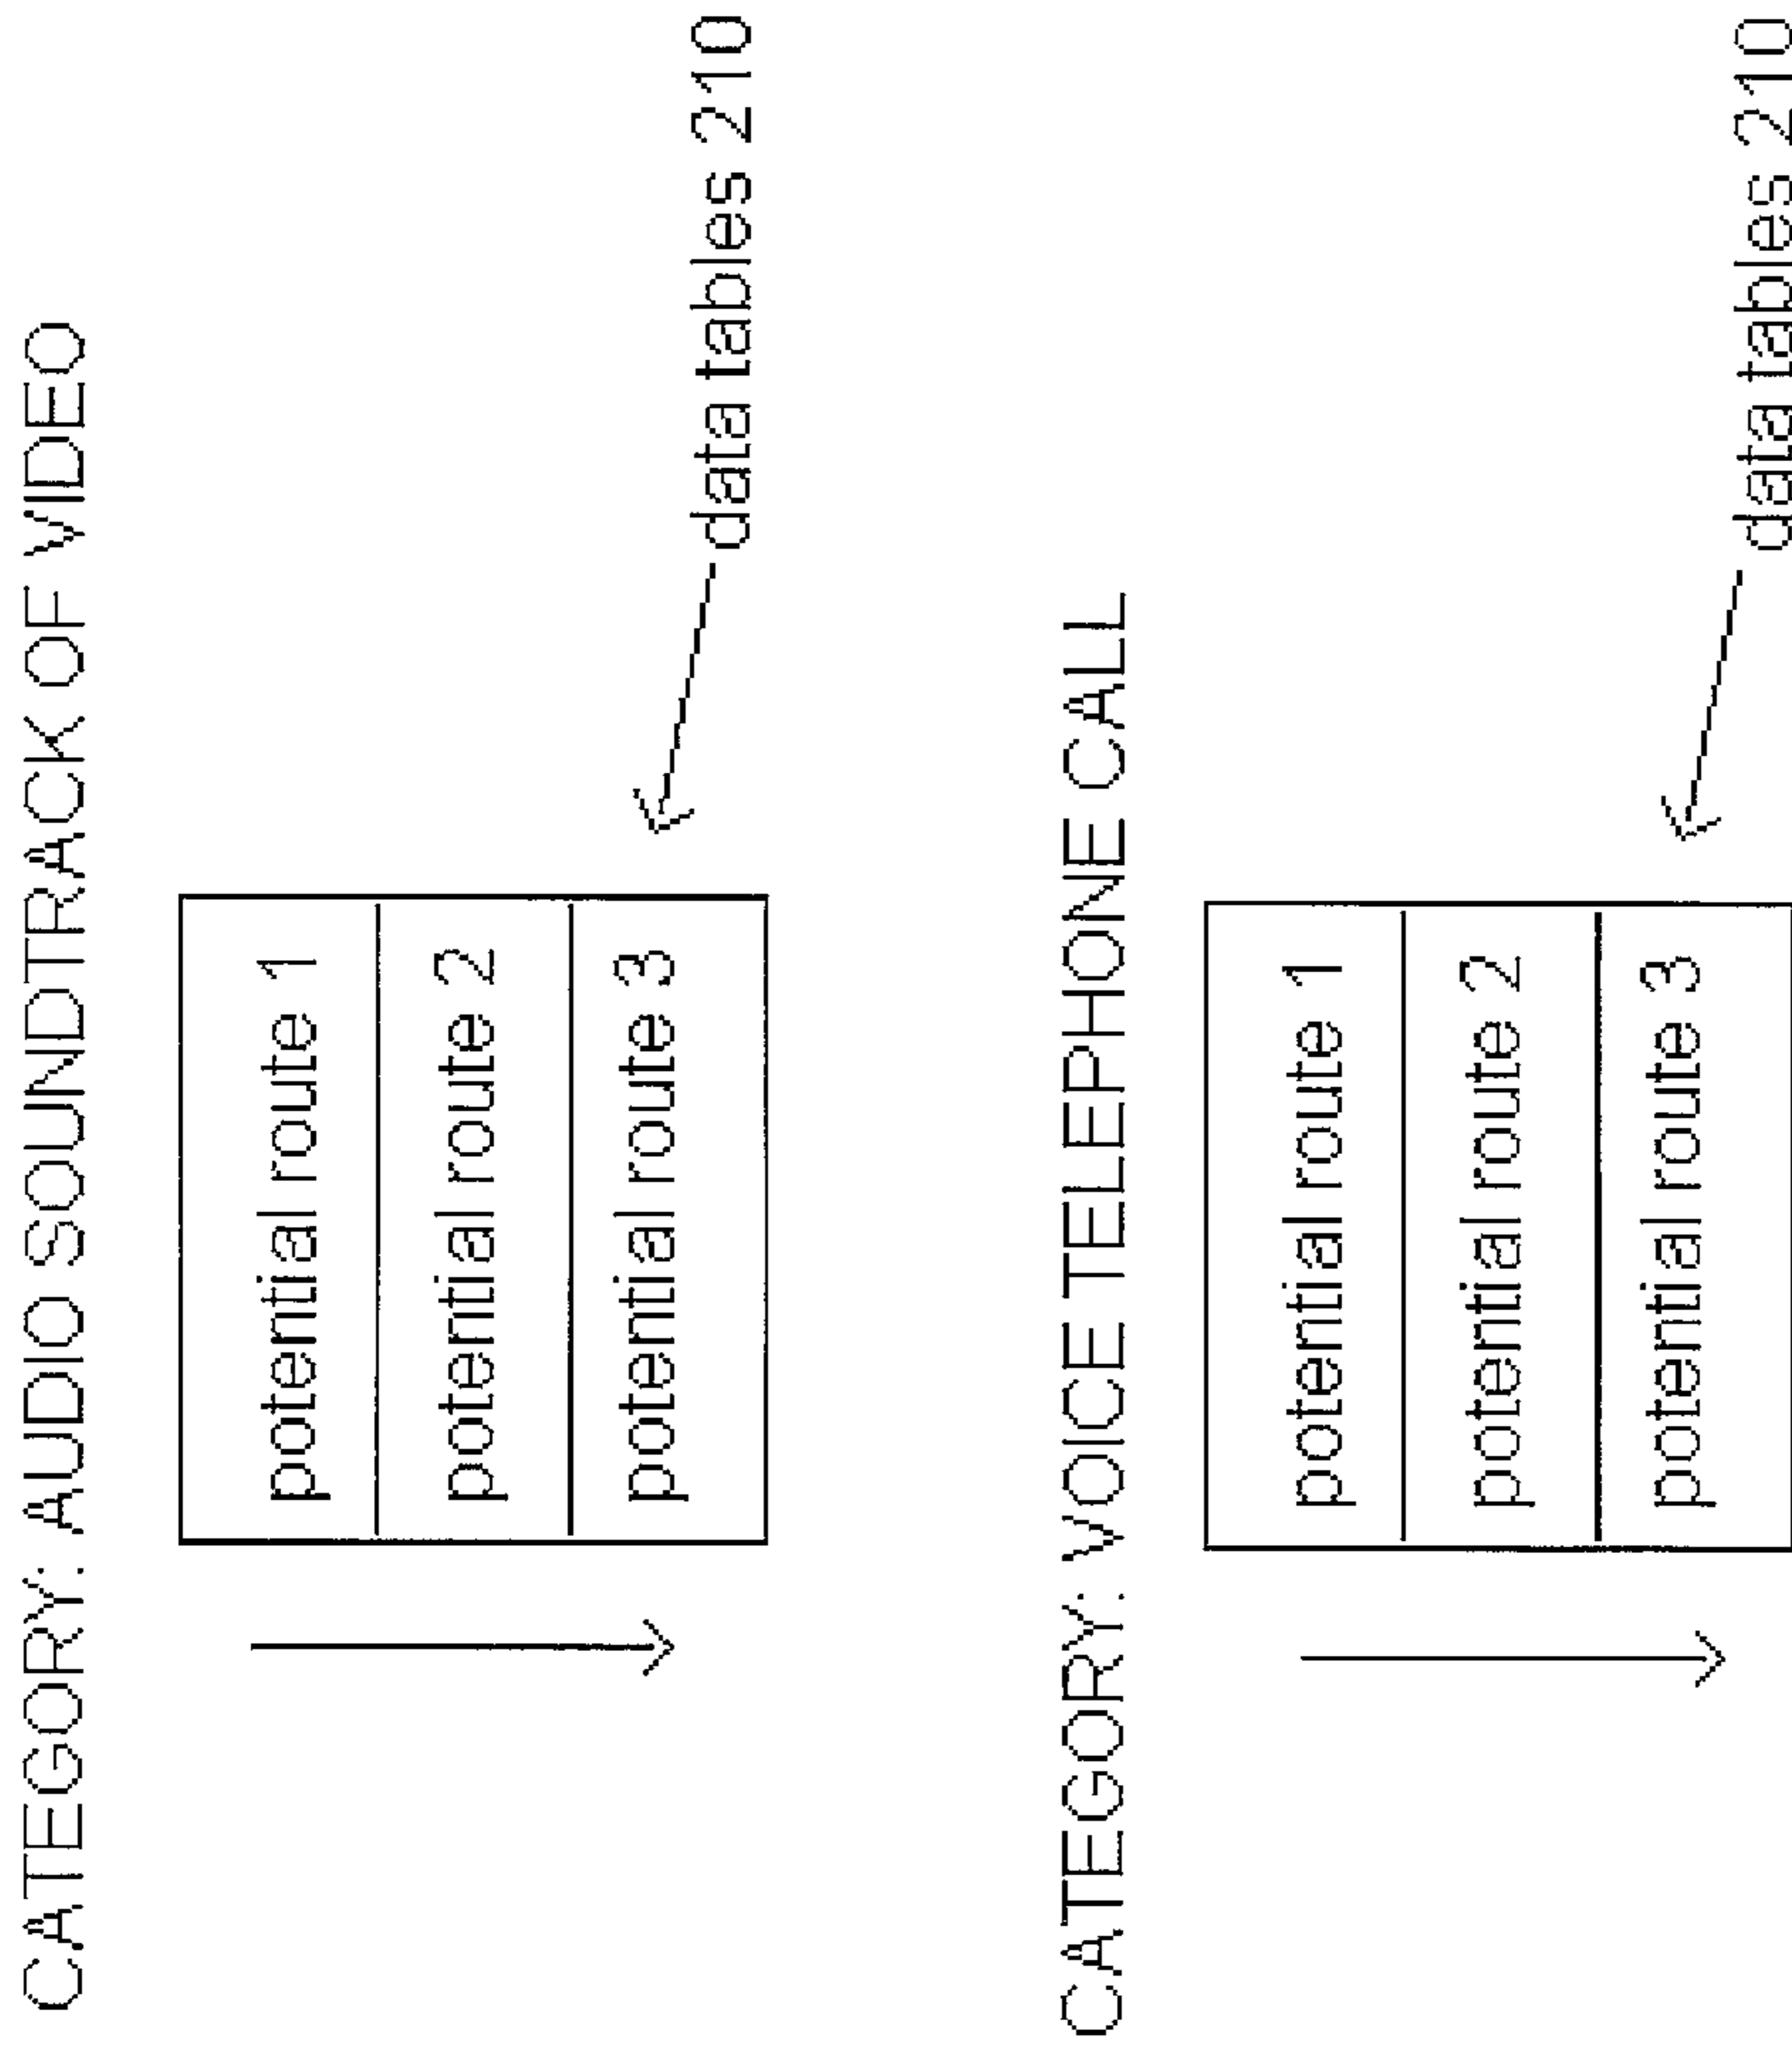 CATEGORY: AUDIO SOUNDTRACK OF VIDEO
potential route 1
potential route 2
potential route 3
data tables 210
CATEGORY: VOICE TELEPHONE CALL
potential route 1
potential route 2
potential route 3
data tables 210